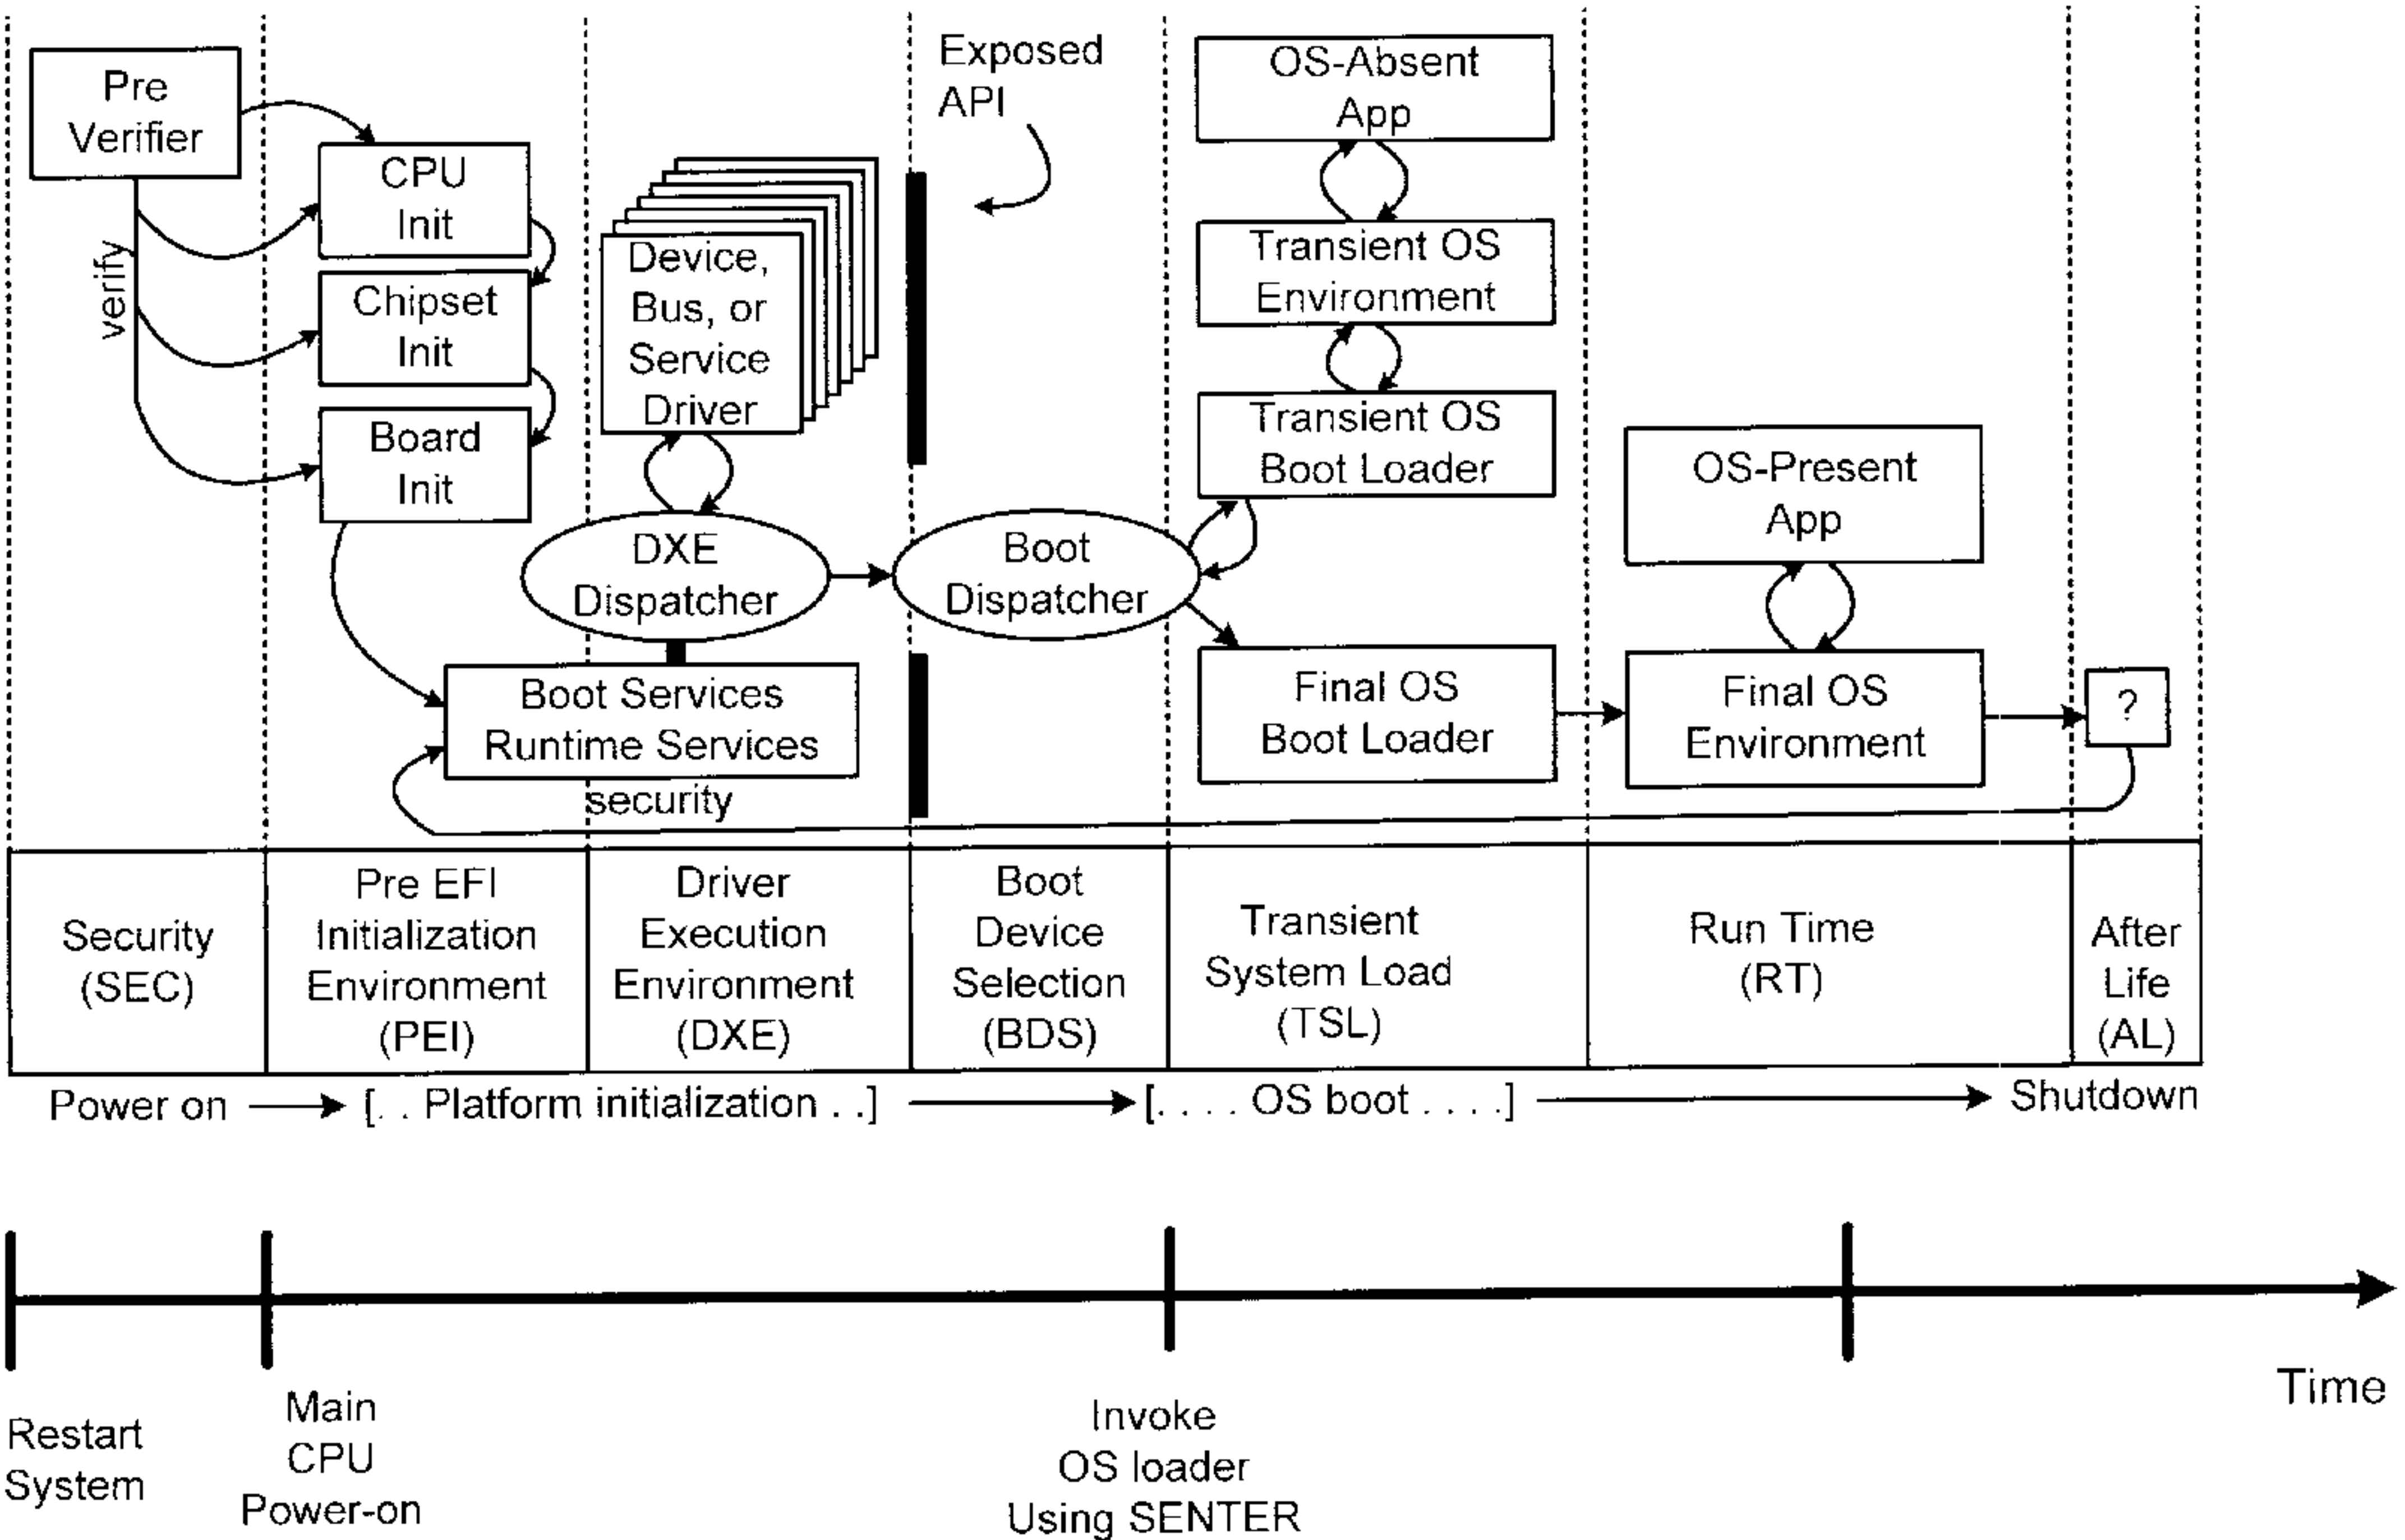 Pre
Verifier
verify
CPU
Init
Chipset
Init
Board
Init
Device,
Bus, or
Service
Driver
Exposed
API
DXE
Dispatcher
Boot
Dispatcher
Boot Services
Runtime Services
security
OS-Absent
App
Transient OS
Environment
Transient OS
Boot Loader
Final OS
Boot Loader
OS-Present
App
Final OS
Environment
?
Security
(SEC)
Pre EFI
Initialization
Environment
(PEI)
Driver
Execution
Environment
(DXE)
Boot
Device
Selection
(BDS)
Transient
System Load
(TSL)
Run Time
(RT)
After
Life
(AL)
Power on
[. . Platform initialization . .]
[. . . . OS boot . . . .]
Shutdown
Restart
System
Main
CPU
Power-on
Invoke
OS loader
Using SENTER
Time